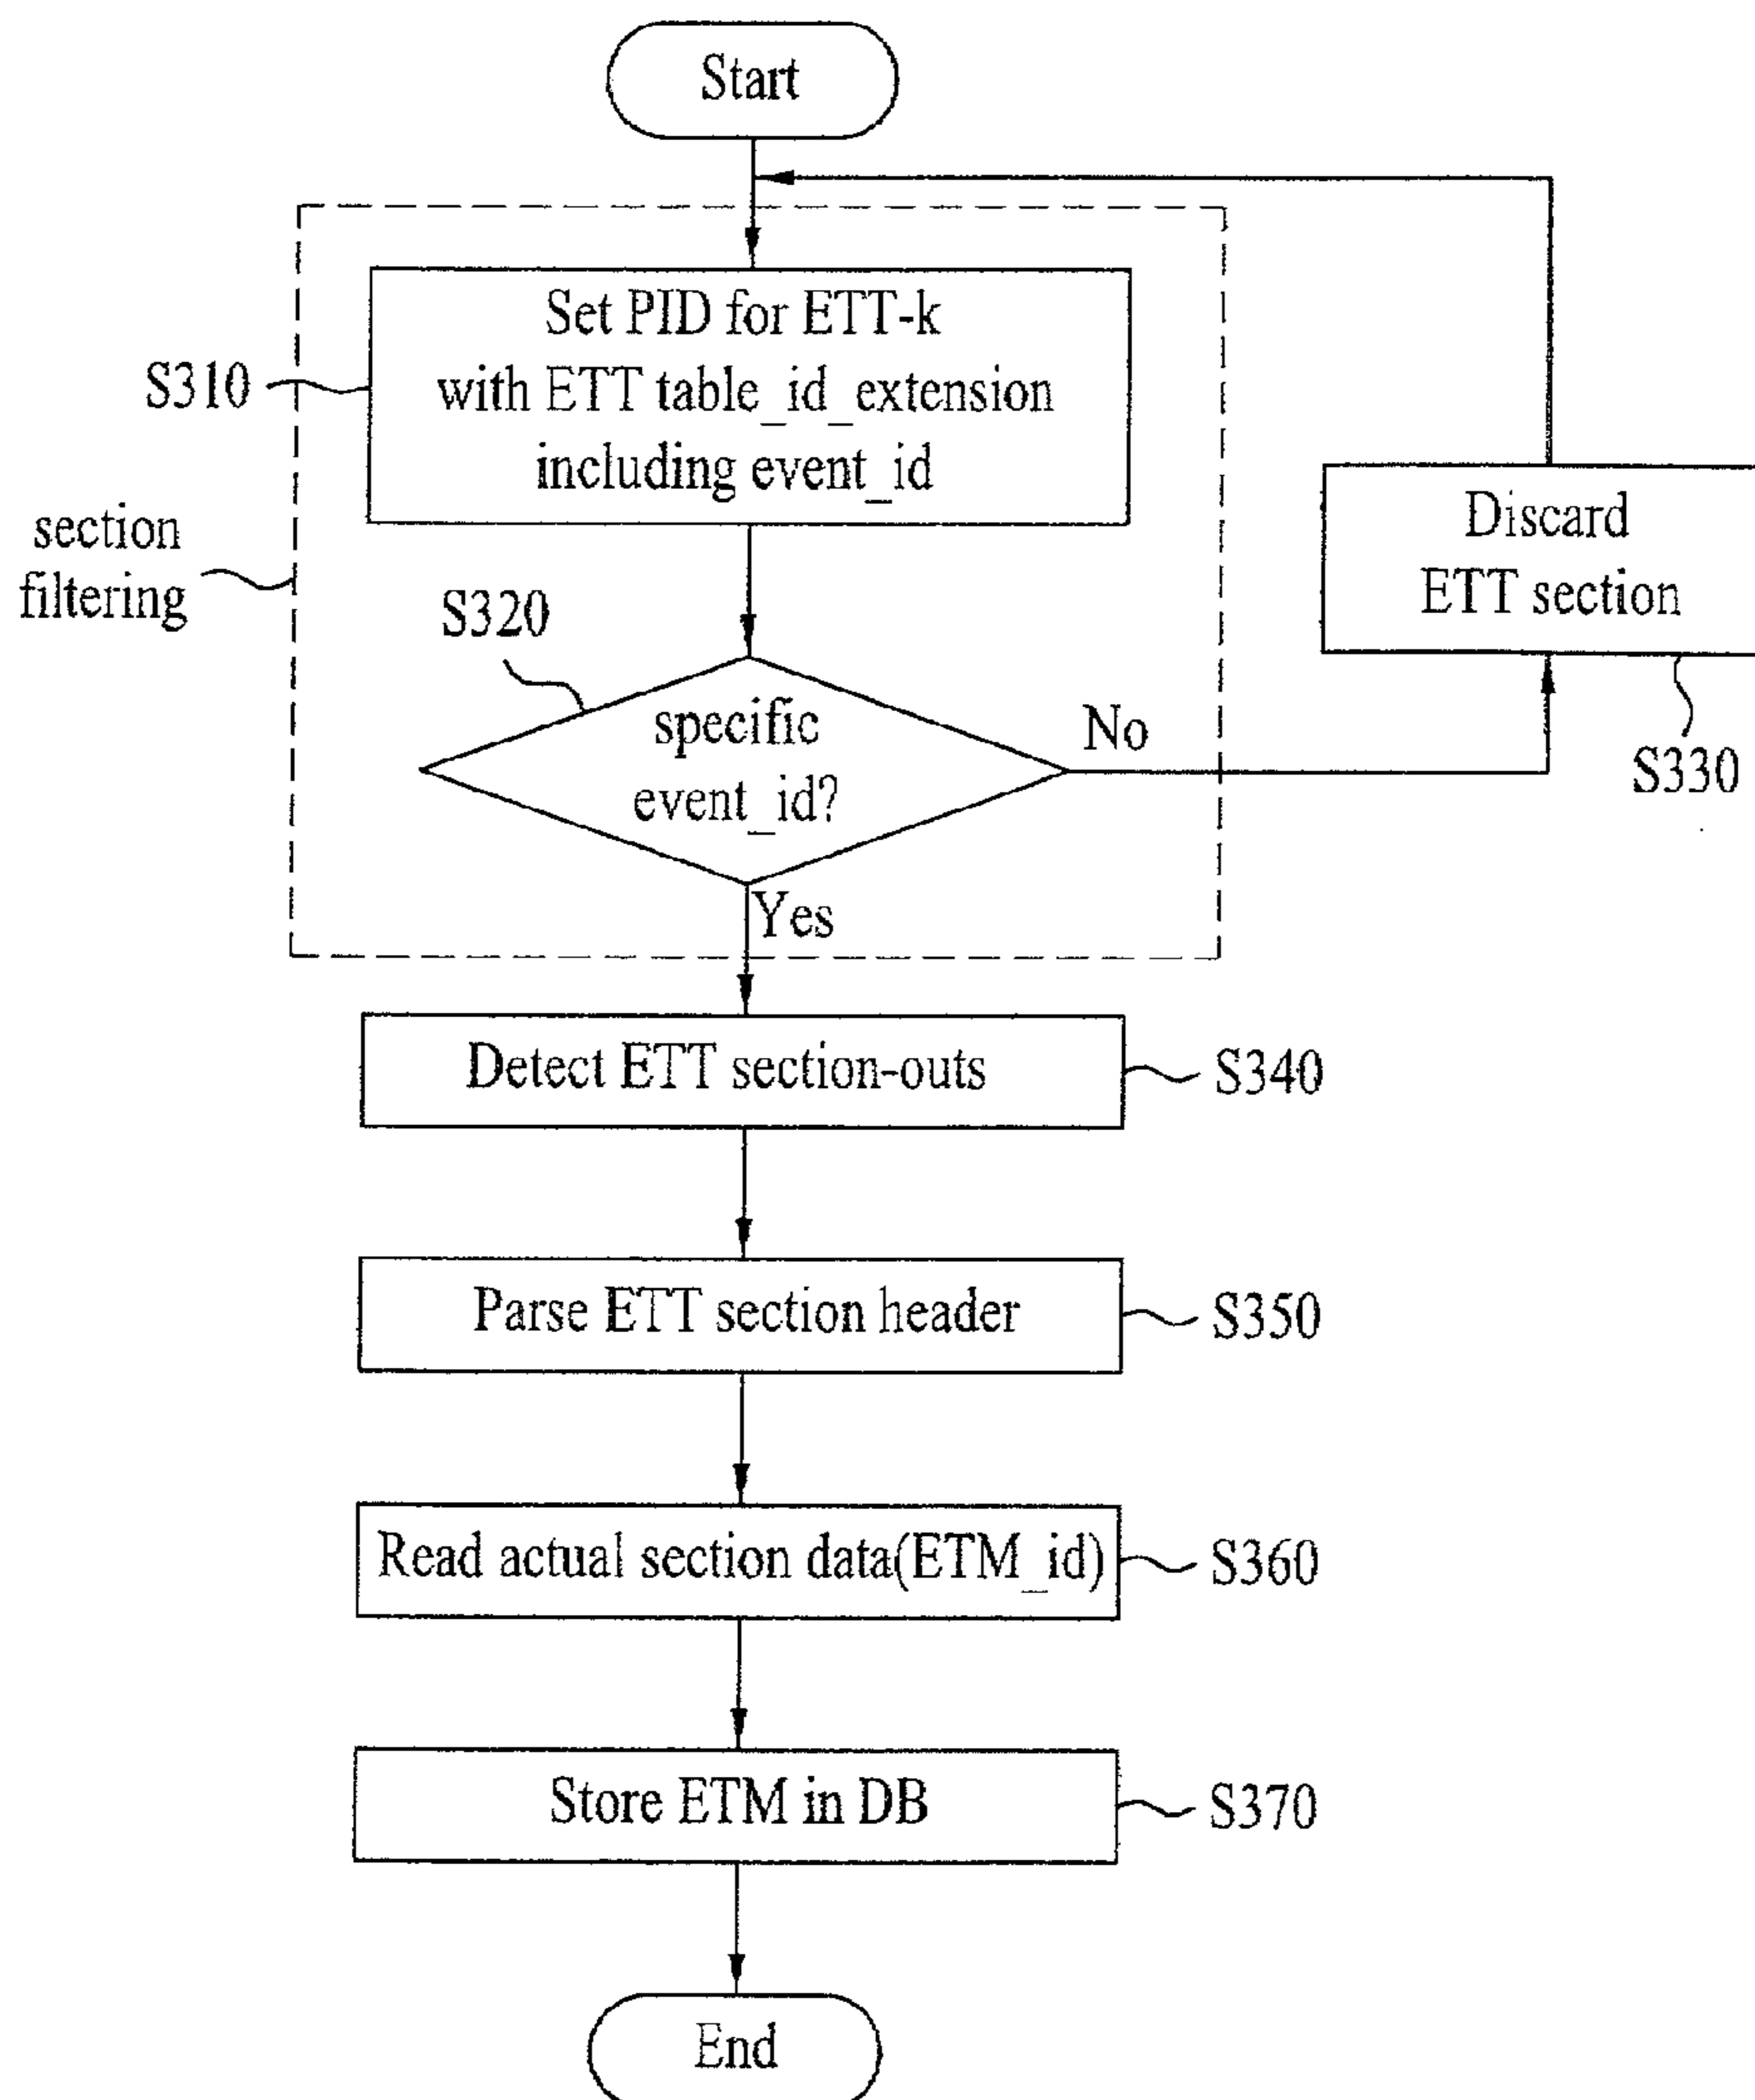 Start
Set PID for ETT-k
with ETT table_id_extension
including event_id
S310
section
filtering
Discard
ETT section
S320
specific
event_id?
No
S330
Yes
Detect ETT section-outs
S340
Parse ETT section header
S350
Read actual section data(ETM_id)
S360
Store ETM in DB
S370
End